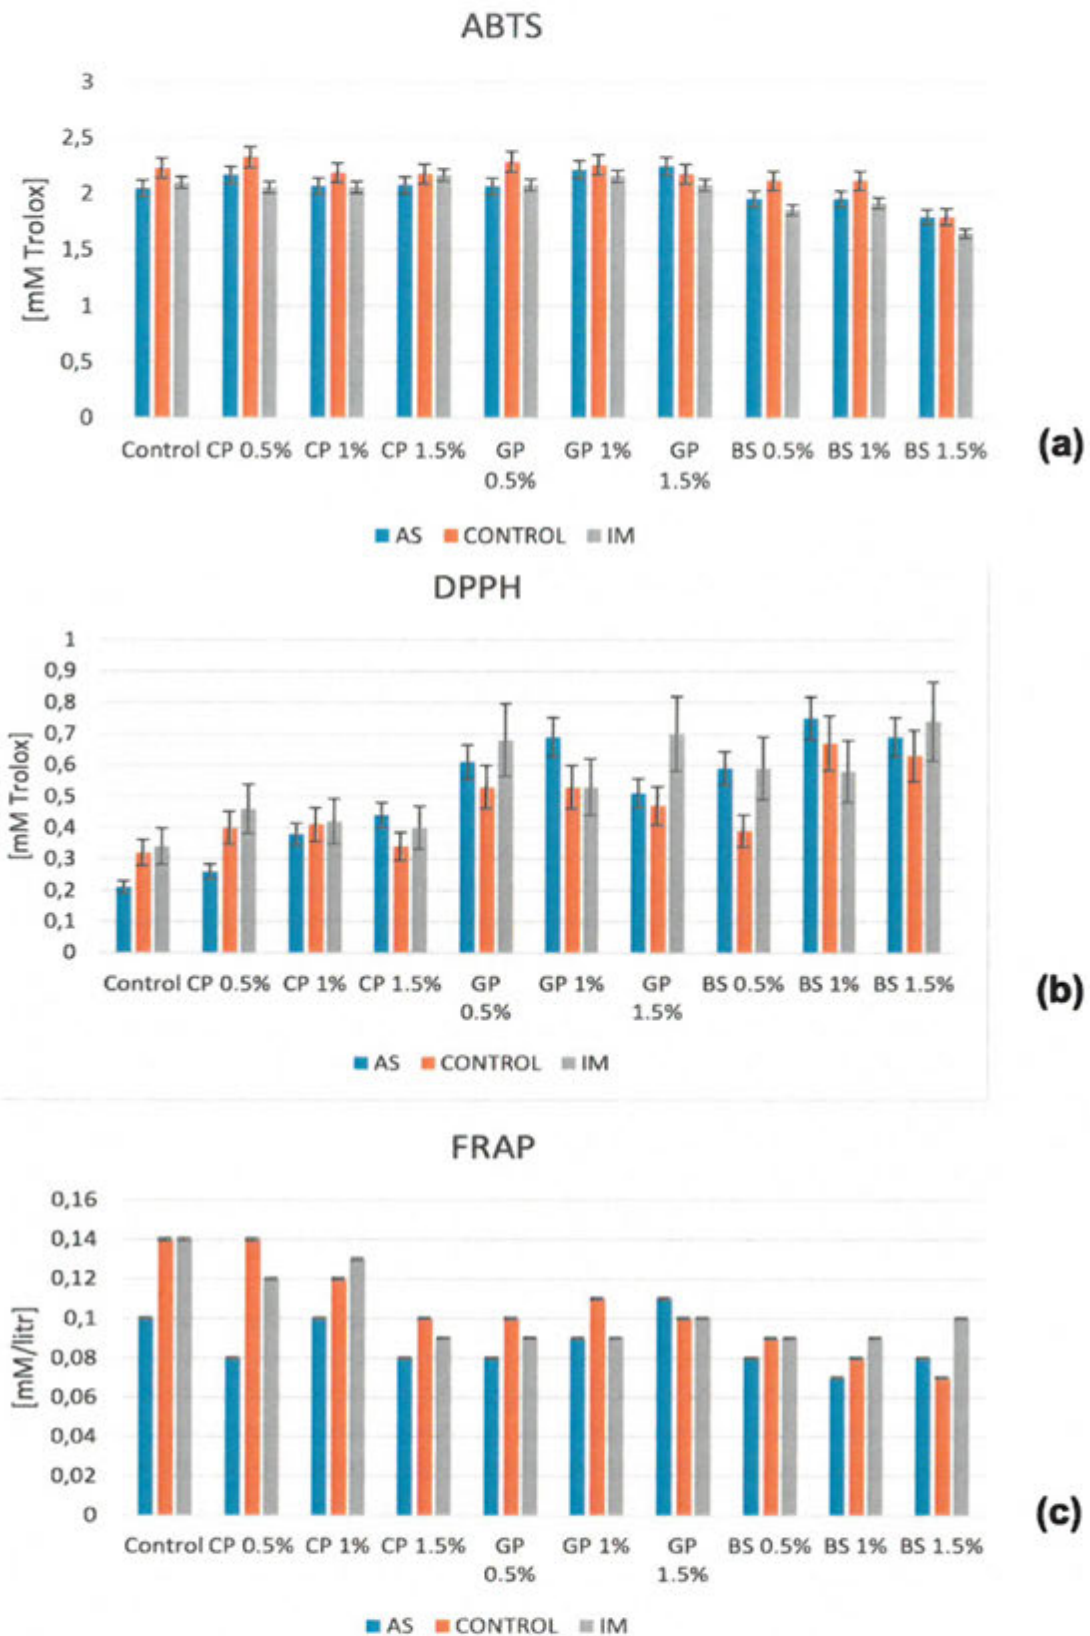 ABTS
3
2,5
2
1,5
1
0,5
0
[mM Trolox]
Control CP 0.5% CP 1% CP 1.5% GP 0.5% GP 1% GP 1.5% BS 0.5% BS 1% BS 1.5%
AS CONTROL IM
(a)
DPPH
1
0,9
0,8
0,7
0,6
0,5
0,4
0,3
0,2
0,1
0
[mM Trolox]
Control CP 0.5% CP 1% CP 1.5% GP 0.5% GP 1% GP 1.5% BS 0.5% BS 1% BS 1.5%
AS CONTROL IM
(b)
FRAP
0,16
0,14
0,12
0,1
0,08
0,06
0,04
0,02
0
[mM/litr]
Control CP 0.5% CP 1% CP 1.5% GP 0.5% GP 1% GP 1.5% BS 0.5% BS 1% BS 1.5%
AS CONTROL IM
(c)